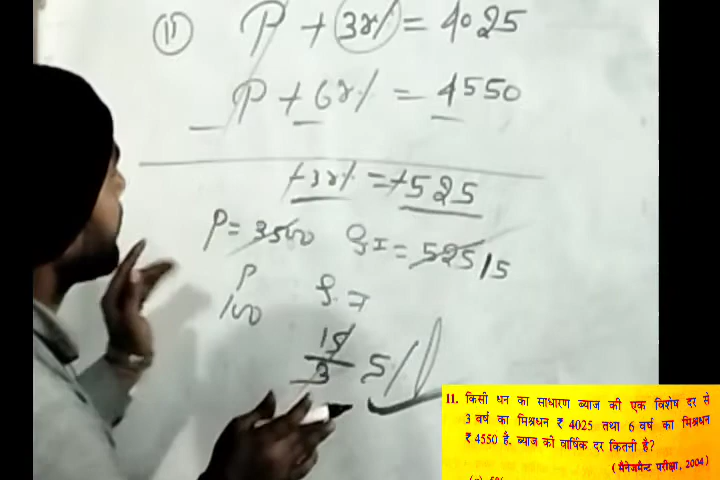 11 P + 3r% = 4025
P + 6r% = 4550
+3r% = +525
P = 3500 S.I = 525 15
P S.I
100
15
3 5%
11. किसी धन का साधारण ब्याज की एक विशेष दर से
3 वर्ष का मिश्रधन ₹ 4025 तथा 6 वर्ष का मिश्रधन
₹ 4550 है. ब्याज की वार्षिक दर कितनी है?
(मैनेजमैन्ट परीक्षा, 2004)